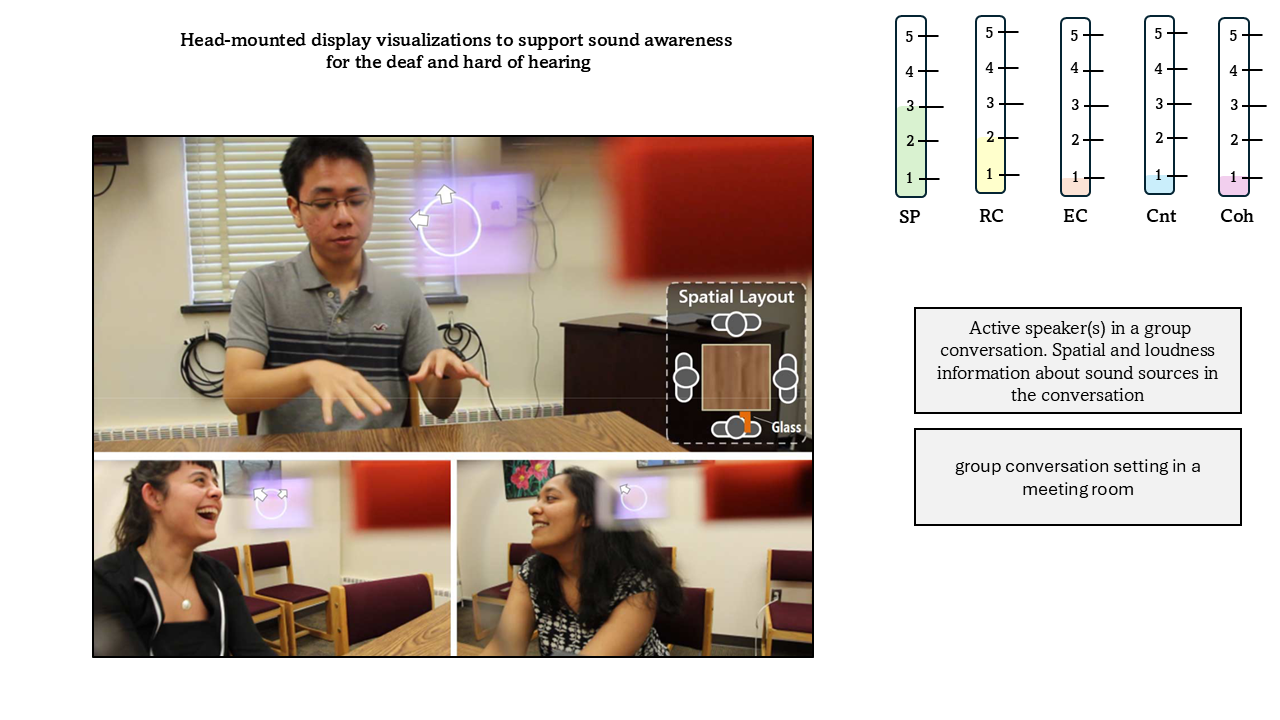 Head-mounted display visualizations to support sound awareness
for the deaf and hard of hearing
5
4
3
2
1
SP
5
4
3
2
1
RC
5
4
3
2
1
EC
5
4
3
2
1
Cnt
5
4
3
2
1
Coh
Spatial Layout
Glass
Active speaker(s) in a group
conversation. Spatial and loudness
information about sound sources in
the conversation
group conversation setting in a
meeting room